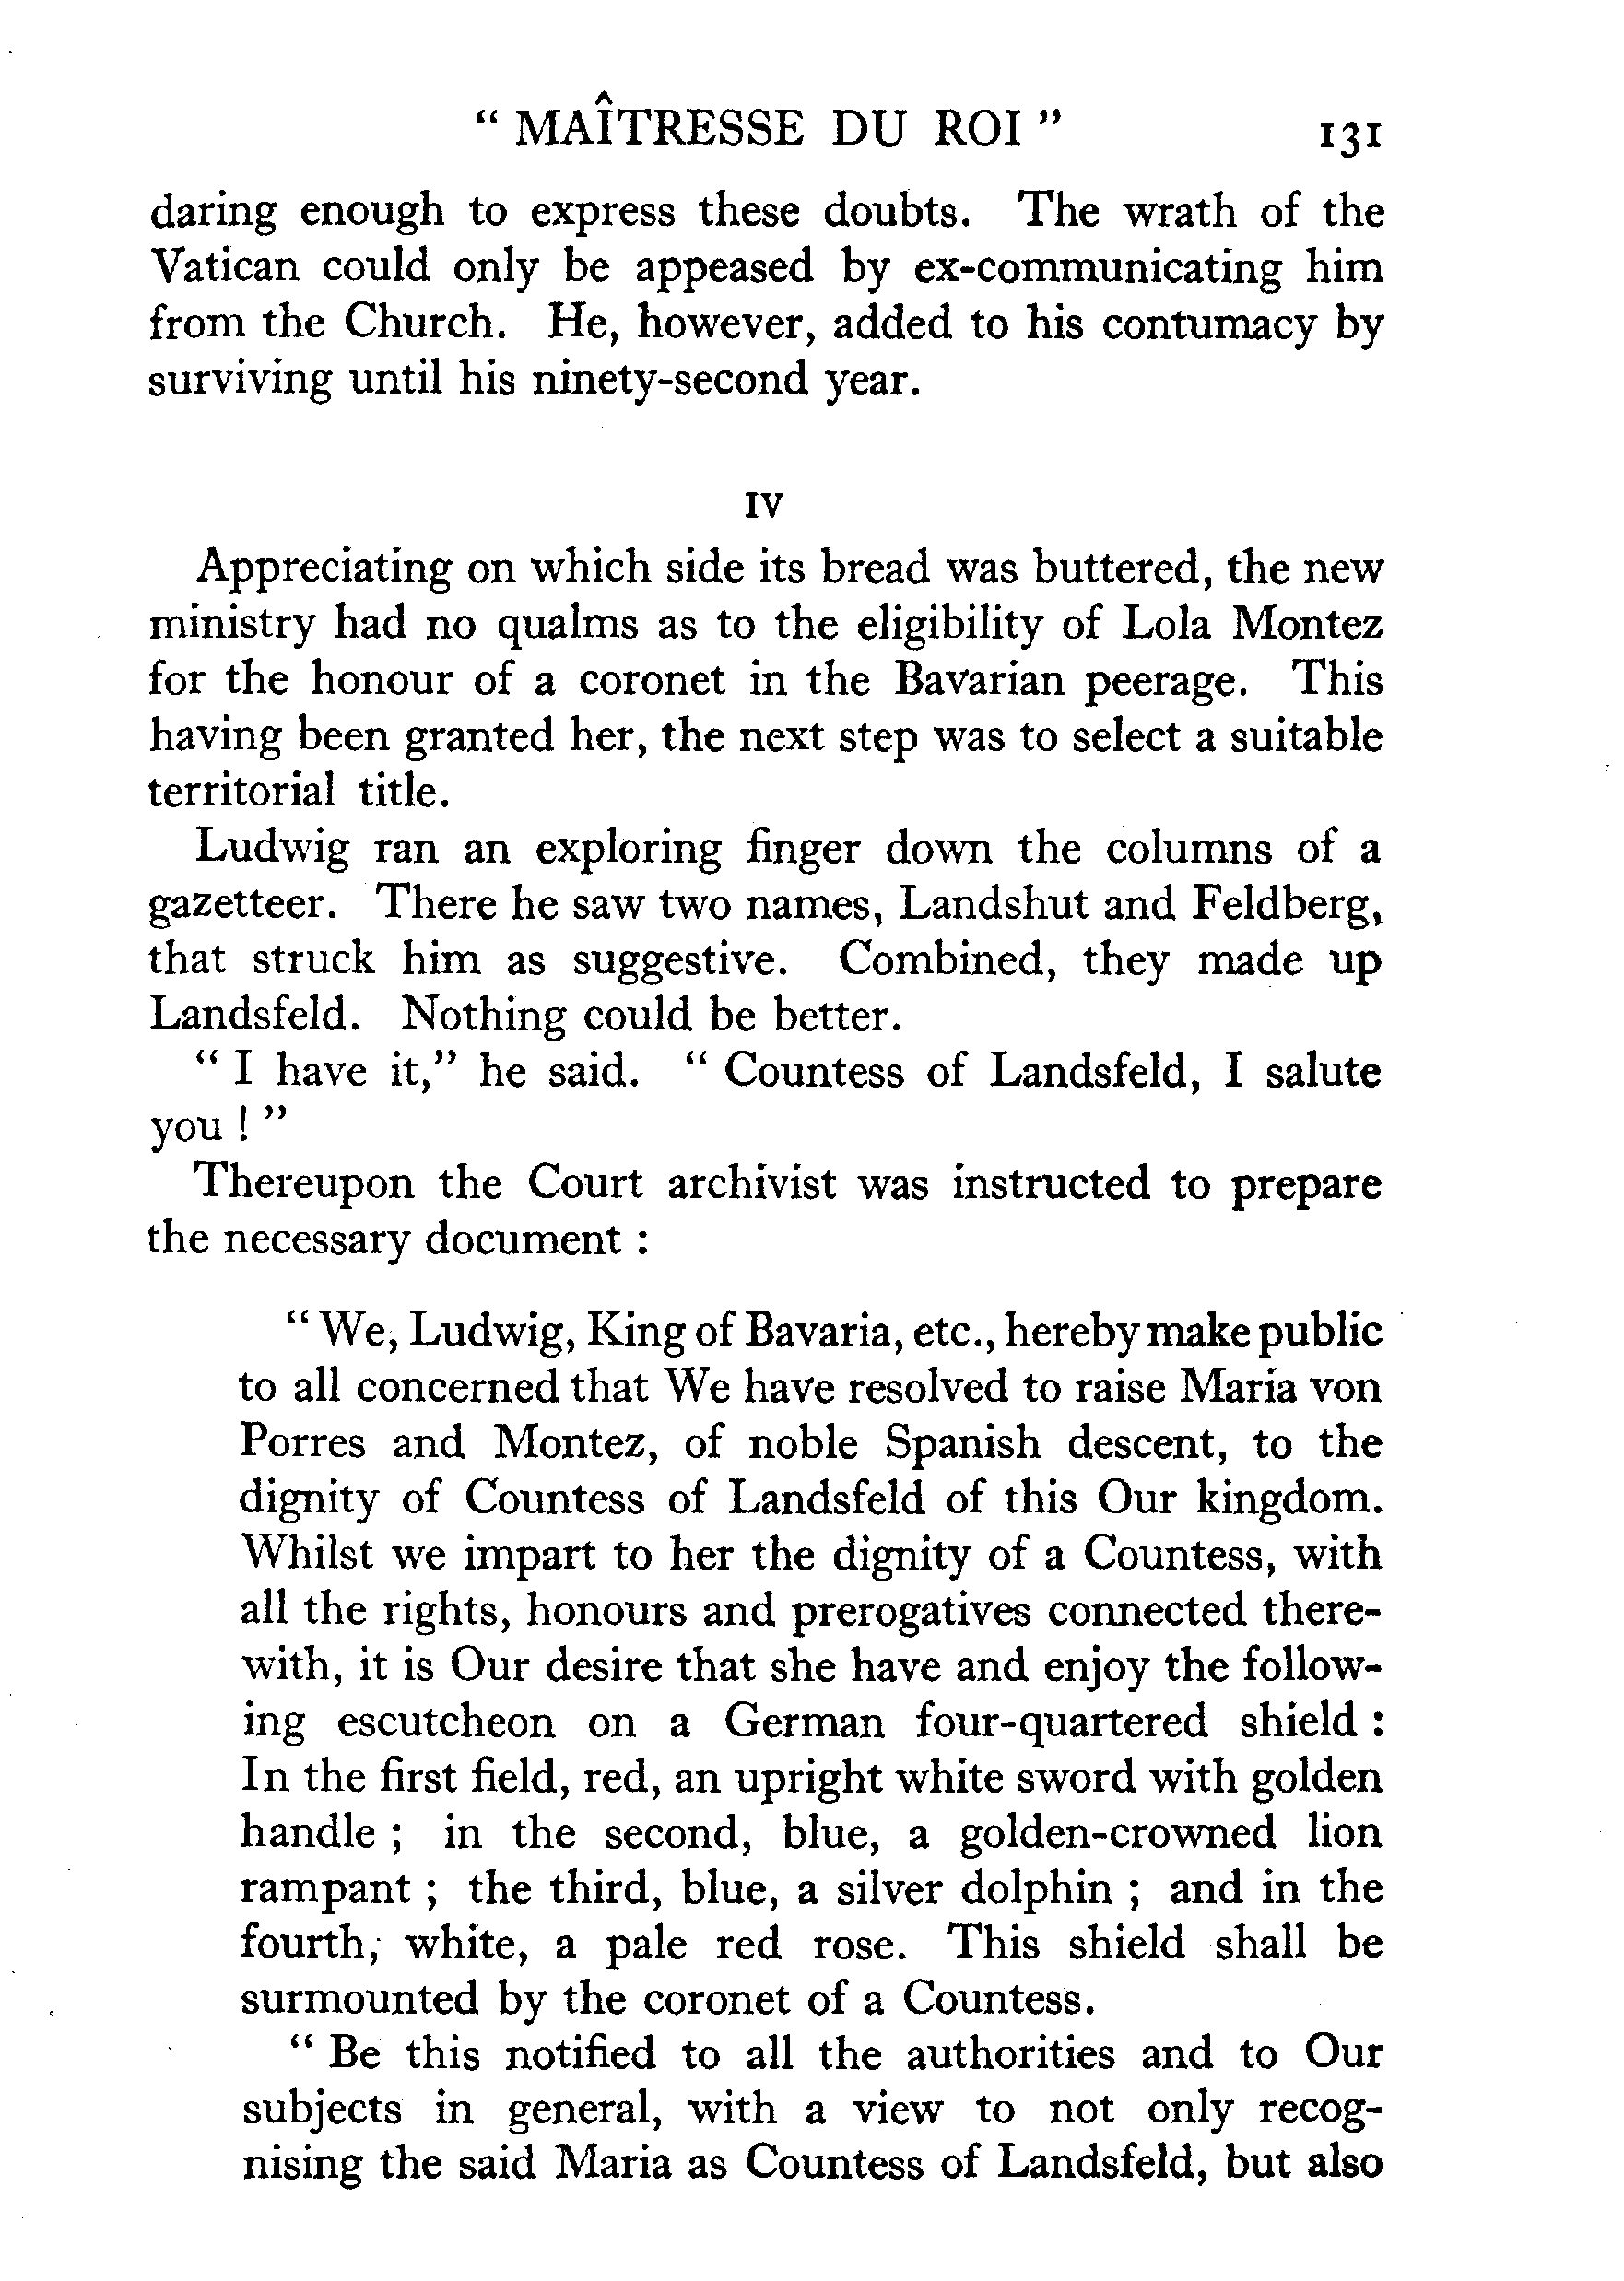 “ MAÎTRESSE DU ROI ” 131
daring enough to express these doubts. The wrath of the
Vatican could only be appeased by ex-communicating him
from the Church. He, however, added to his contumacy by
surviving until his ninety-second year.
IV
Appreciating on which side its bread was buttered, the new
ministry had no qualms as to the eligibility of Lola Montez
for the honour of a coronet in the Bavarian peerage. This
having been granted her, the next step was to select a suitable
territorial title.
Ludwig ran an exploring finger down the columns of a
gazetteer. There he saw two names, Landshut and Feldberg,
that struck him as suggestive. Combined, they made up
Landsfeld. Nothing could be better.
“ I have it,” he said. “ Countess of Landsfeld, I salute
you ! ”
Thereupon the Court archivist was instructed to prepare
the necessary document :
“ We, Ludwig, King of Bavaria, etc., hereby make public
to all concerned that We have resolved to raise Maria von
Porres and Montez, of noble Spanish descent, to the
dignity of Countess of Landsfeld of this Our kingdom.
Whilst we impart to her the dignity of a Countess, with
all the rights, honours and prerogatives connected there-
with, it is Our desire that she have and enjoy the follow-
ing escutcheon on a German four-quartered shield :
In the first field, red, an upright white sword with golden
handle ; in the second, blue, a golden-crowned lion
rampant ; the third, blue, a silver dolphin ; and in the
fourth, white, a pale red rose. This shield shall be
surmounted by the coronet of a Countess.
“ Be this notified to all the authorities and to Our
subjects in general, with a view to not only recog-
nising the said Maria as Countess of Landsfeld, but also